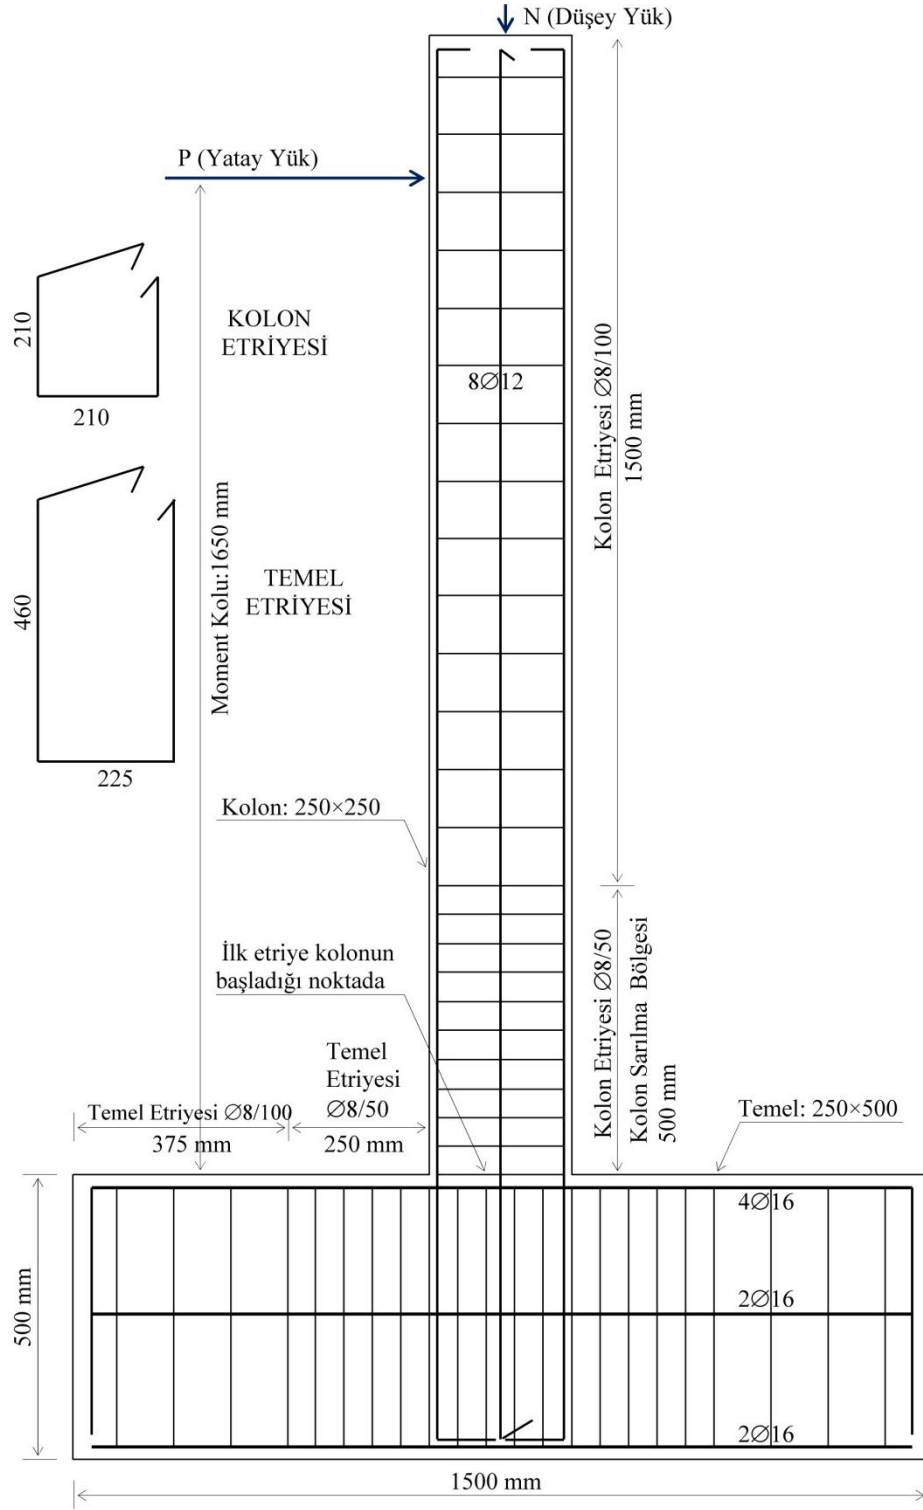 N (Düşey Yük)
P (Yatay Yük)
KOLON
ETRİYESİ
210
210
8∅12
Kolon Etriyesi ∅8/100
1500 mm
Moment Kolu:1650 mm
TEMEL
ETRİYESİ
460
225
Kolon: 250×250
İlk etriye kolonun
başladığı noktada
Kolon Etriyesi ∅8/50
Kolon Sarılma Bölgesi
500 mm
Temel
Etriyesi
∅8/50
250 mm
Temel Etriyesi ∅8/100
375 mm
Temel: 250×500
4∅16
2∅16
2∅16
500 mm
1500 mm